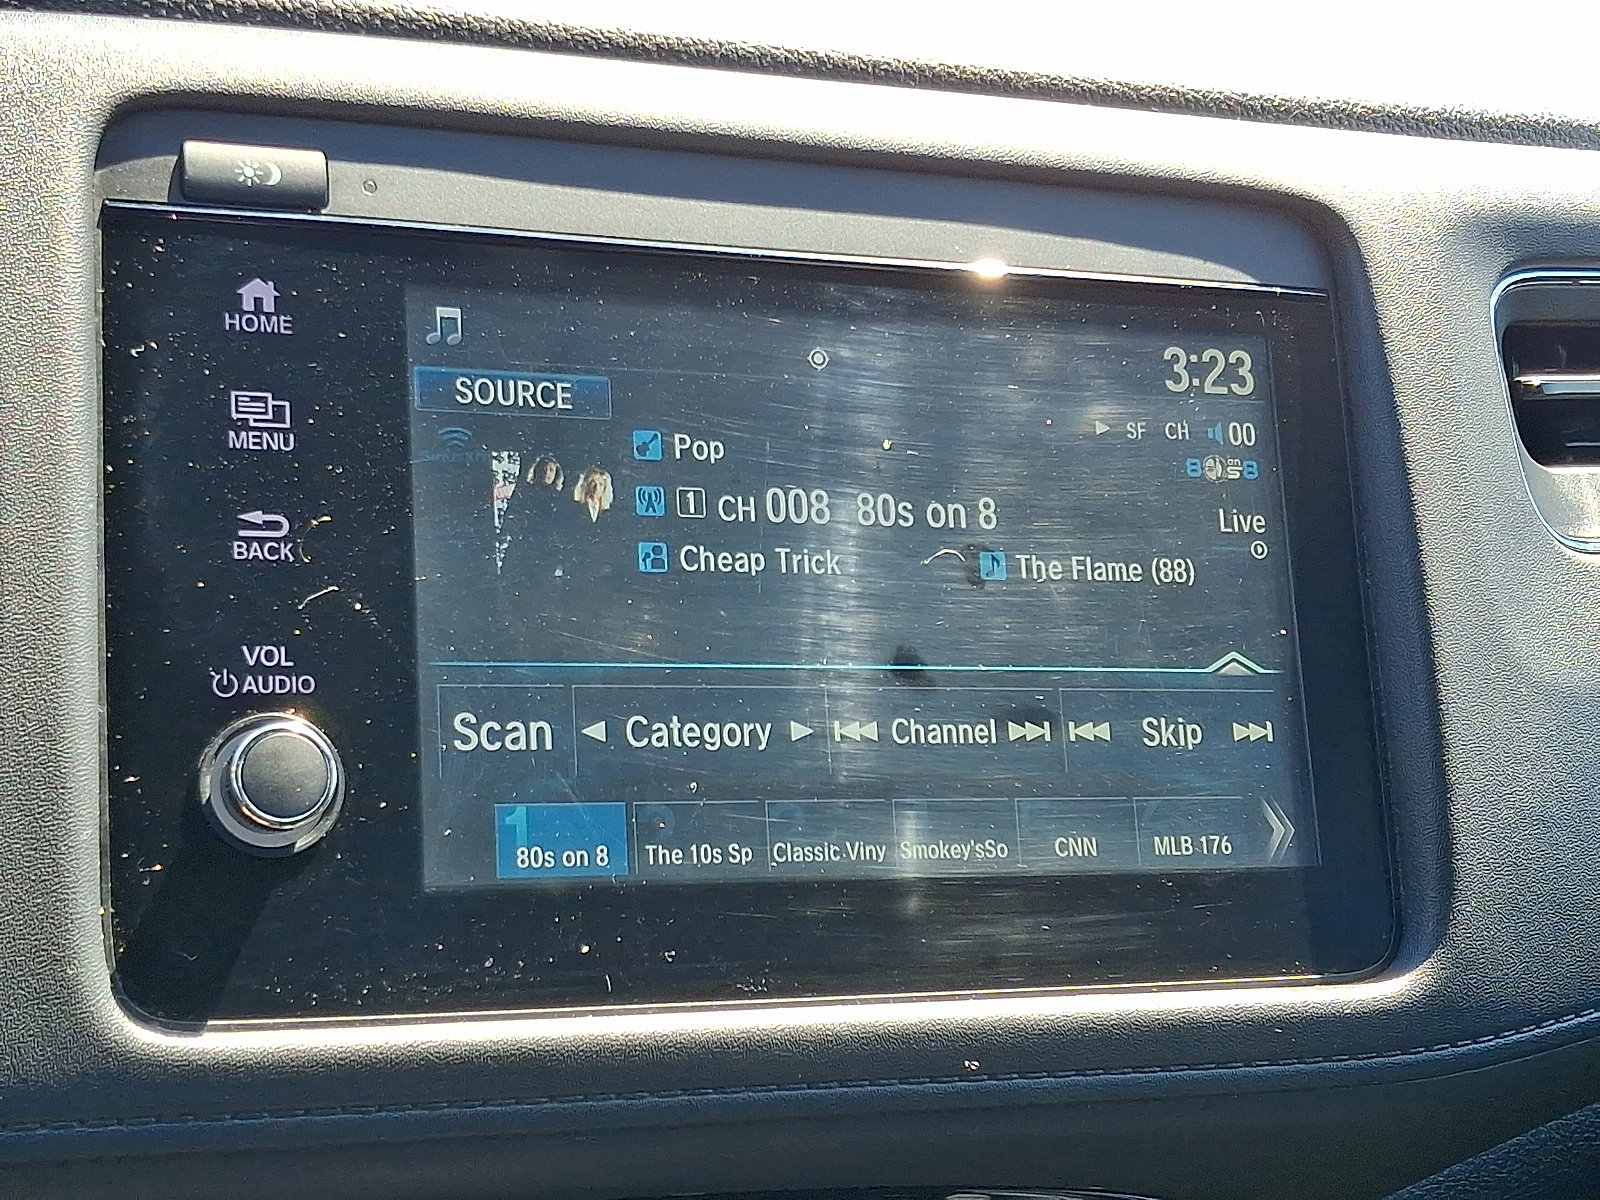 HOME
MENU
BACK
VOL
AUDIO
SOURCE
3:23
SF CH 00
Pop
1 CH 008 80s on 8
Live
Cheap Trick
The Flame (88)
Scan
Category
Channel
Skip
1
80s on 8
The 10s Sp
Classic Viny
Smokey'sSo
CNN
MLB 176